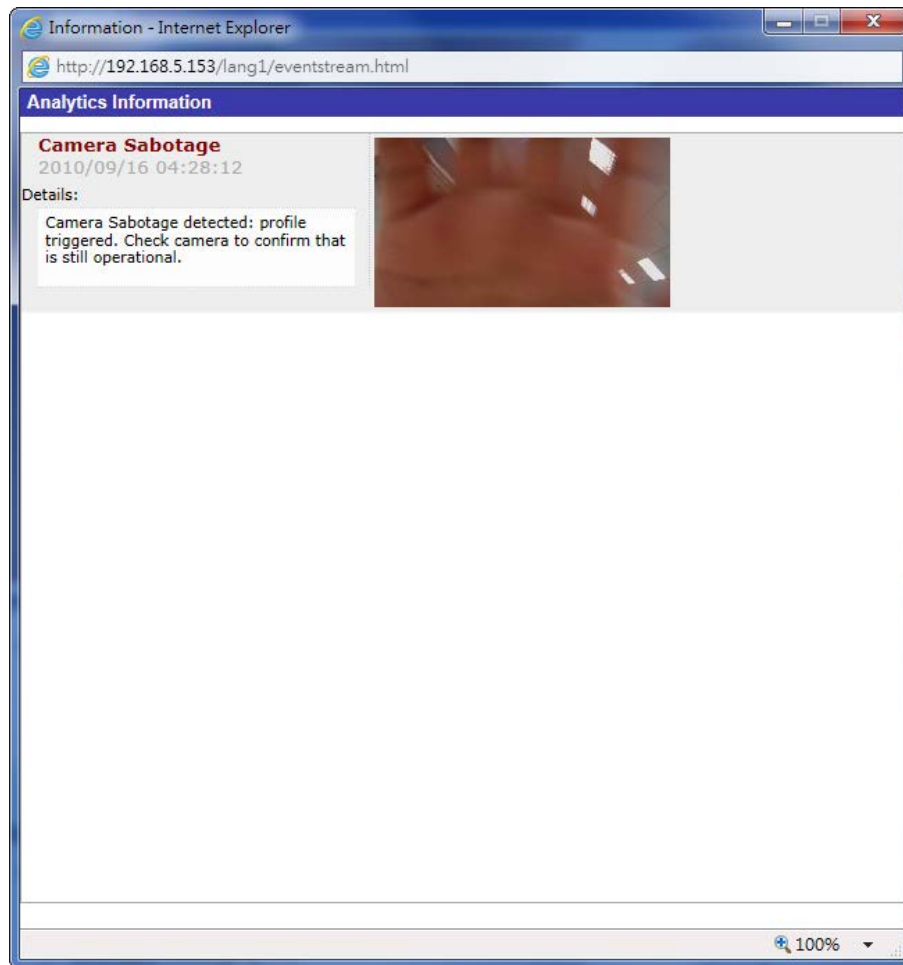 Information - Internet Explorer
http://192.168.5.153/lang1/eventstream.html
Analytics Information
Camera Sabotage
2010/09/16 04:28:12
Details:
Camera Sabotage detected: profile
triggered. Check camera to confirm that
is still operational.
100%